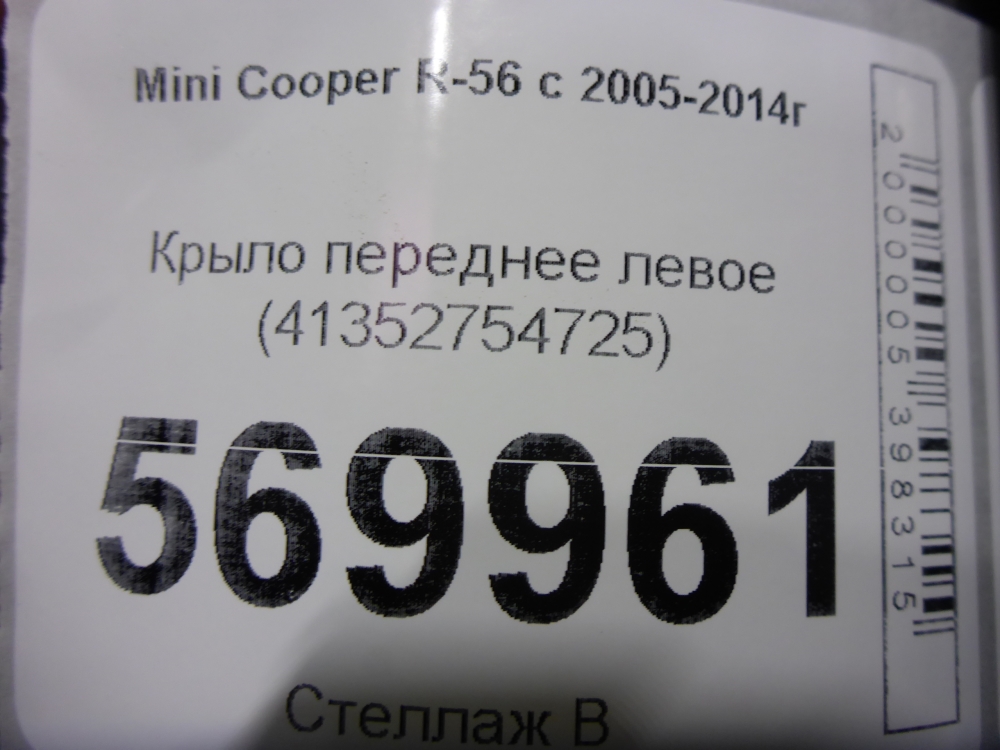 Mini Cooper R-56 с 2005-2014г
Крыло переднее левое
(41352754725)
569961
Стеллаж В
2000005398315